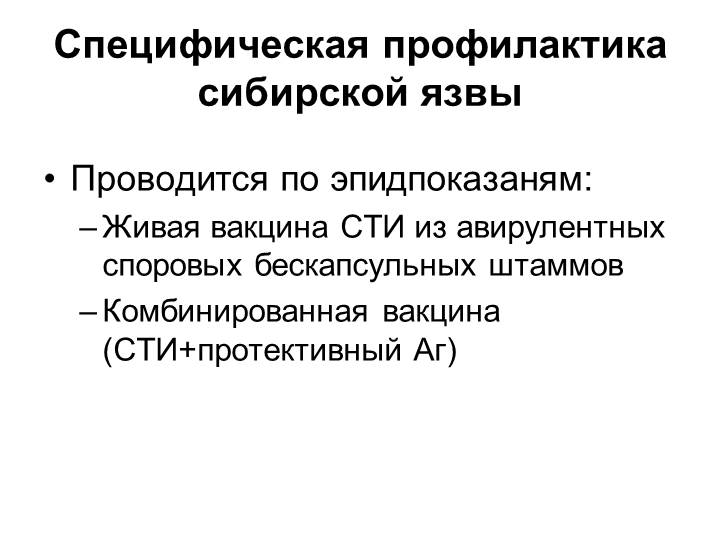 Специфическая профилактика
сибирской язвы
• Проводится по эпидпоказаням:
–Живая вакцина СТИ из авирулентных
споровых бескапсульных штаммов
–Комбинированная вакцина
(СТИ+протективный Аг)